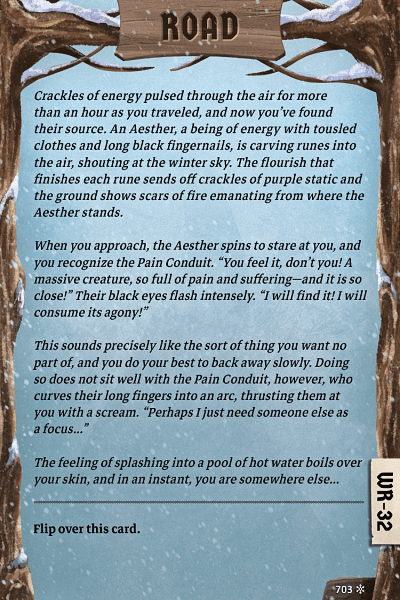 ROAD
Crackles of energy pulsed through the air for more
than an hour as you traveled, and now you've found
their source. An Aesther, a being of energy with tousled
clothes and long black fingernails, is carving runes into
the air, shouting at the winter sky. The flourish that
finishes each rune sends off crackles of purple static and
the ground shows scars of fire emanating from where the
Aesther stands.
When you approach, the Aesther spins to stare at you, and
you recognize the Pain Conduit. “You feel it, don't you! A
massive creature, so full of pain and suffering—and it is so
close!” Their black eyes flash intensely. “I will find it! I will
consume its agony!”
This sounds precisely like the sort of thing you want no
part of, and you do your best to back away slowly. Doing
so does not sit well with the Pain Conduit, however, who
curves their long fingers into an arc, thrusting them at
you with a scream. “Perhaps I just need someone else as
a focus...”
The feeling of splashing into a pool of hot water boils over
your skin, and in an instant, you are somewhere else...
Flip over this card.
WR-32
703